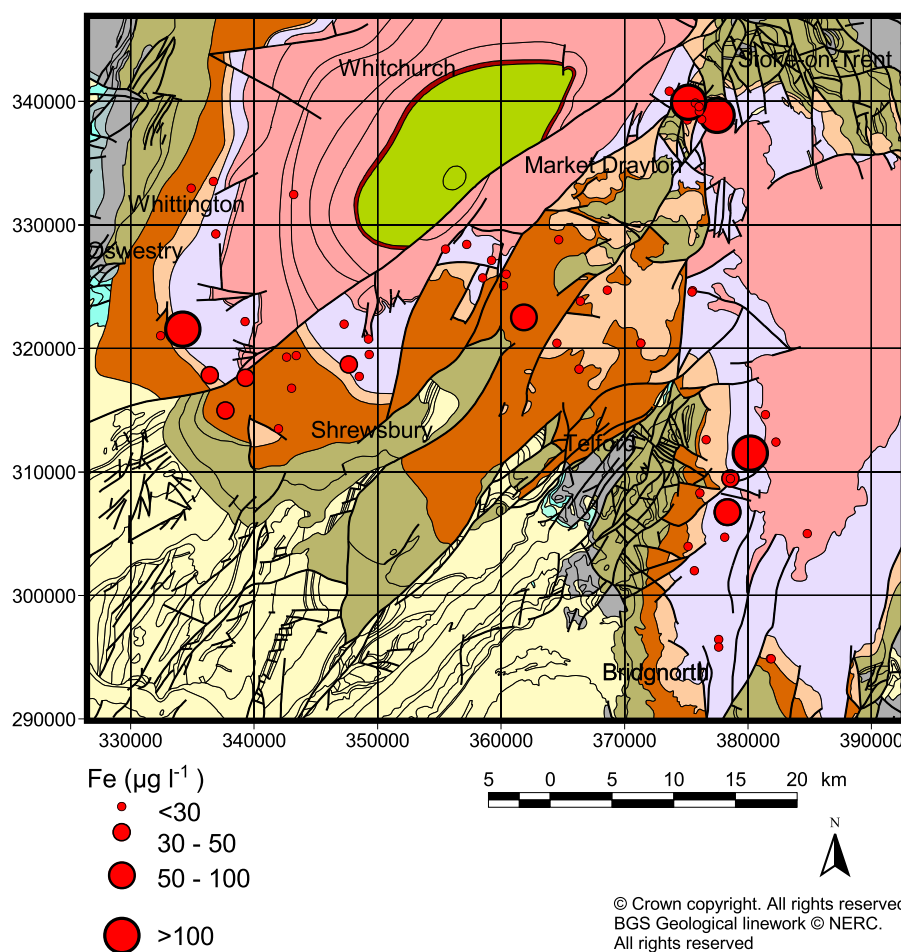 Whitchurch
Stoke-on-Trent
340000
Market Drayton
Whittington
330000
Oswestry
320000
Shrewsbury
Telford
310000
300000
Bridgnorth
290000
330000 340000 350000 360000 370000 380000 390000
Fe (µg l-1 )
5 0 5 10 15 20 km
<30
30 - 50
50 - 100
>100
N
© Crown copyright. All rights reserved
BGS Geological linework © NERC.
All rights reserved